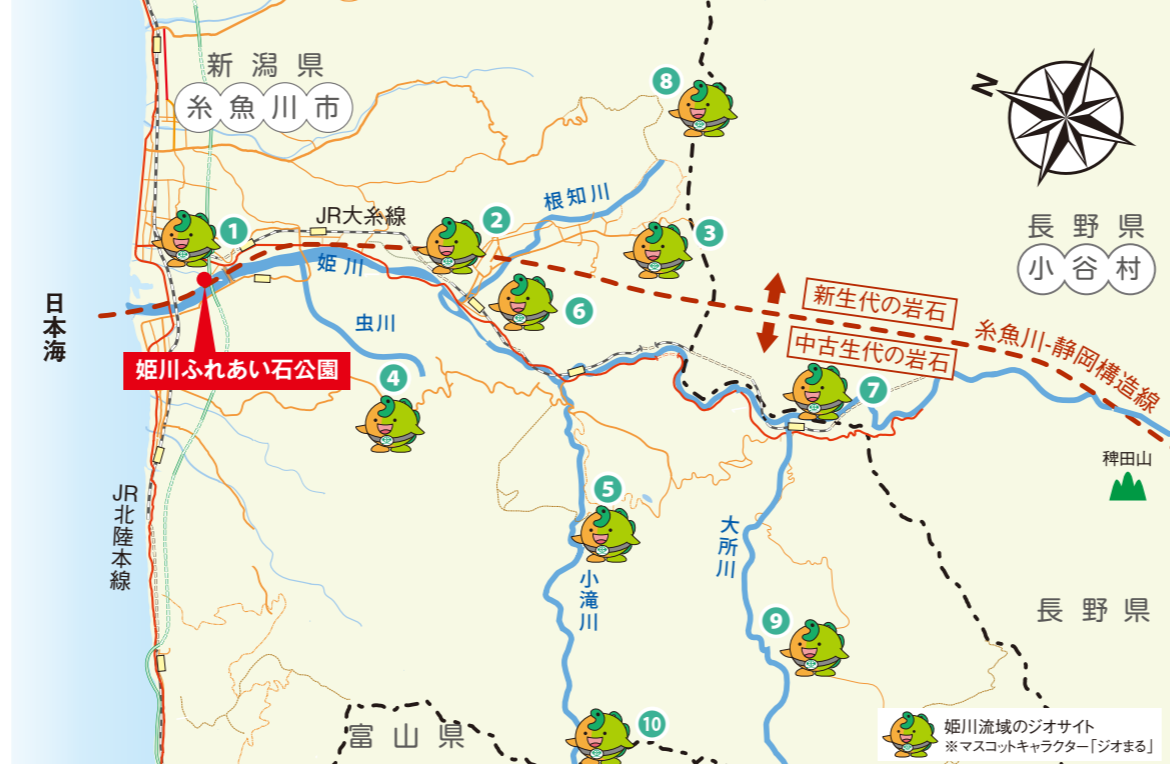 新潟県
糸魚川市
8
N
根知川
1
JR大糸線
2
3
長野県
小谷村
姫川
日本海
虫川
6
新生代の岩石
中古生代の岩石
糸魚川-静岡構造線
姫川ふれあい石公園
4
7
稗田山
JR北陸本線
5
大所川
小滝川
長野県
9
富山県
10
姫川流域のジオサイト
※マスコットキャラクター「ジオまる」